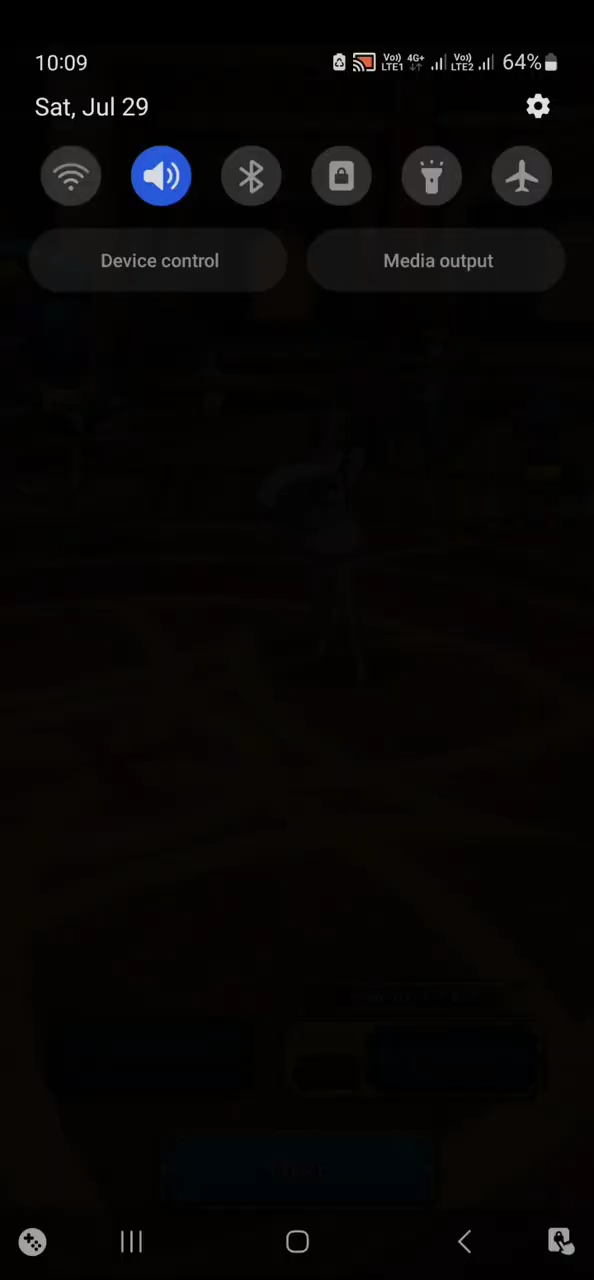 10:09
Vo) LTE1 4G+ Vo) LTE2 64%
Sat, Jul 29
Device control
Media output